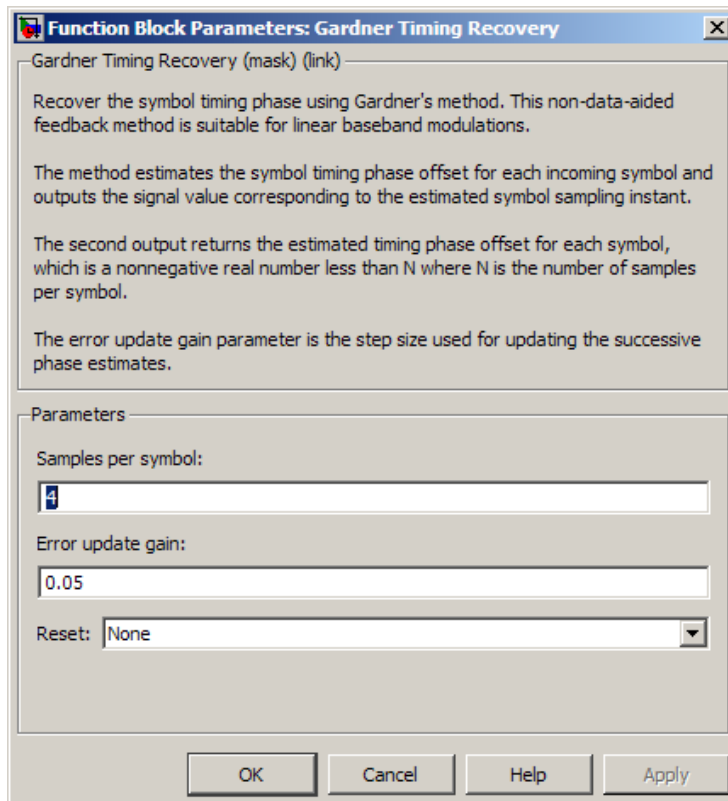 Function Block Parameters: Gardner Timing Recovery
Gardner Timing Recovery (mask) (link)
Recover the symbol timing phase using Gardner's method. This non-data-aided
feedback method is suitable for linear baseband modulations.
The method estimates the symbol timing phase offset for each incoming symbol and
outputs the signal value corresponding to the estimated symbol sampling instant.
The second output returns the estimated timing phase offset for each symbol,
which is a nonnegative real number less than N where N is the number of samples
per symbol.
The error update gain parameter is the step size used for updating the successive
phase estimates.
Parameters
Samples per symbol:
4
Error update gain:
0.05
Reset: None
OK Cancel Help Apply